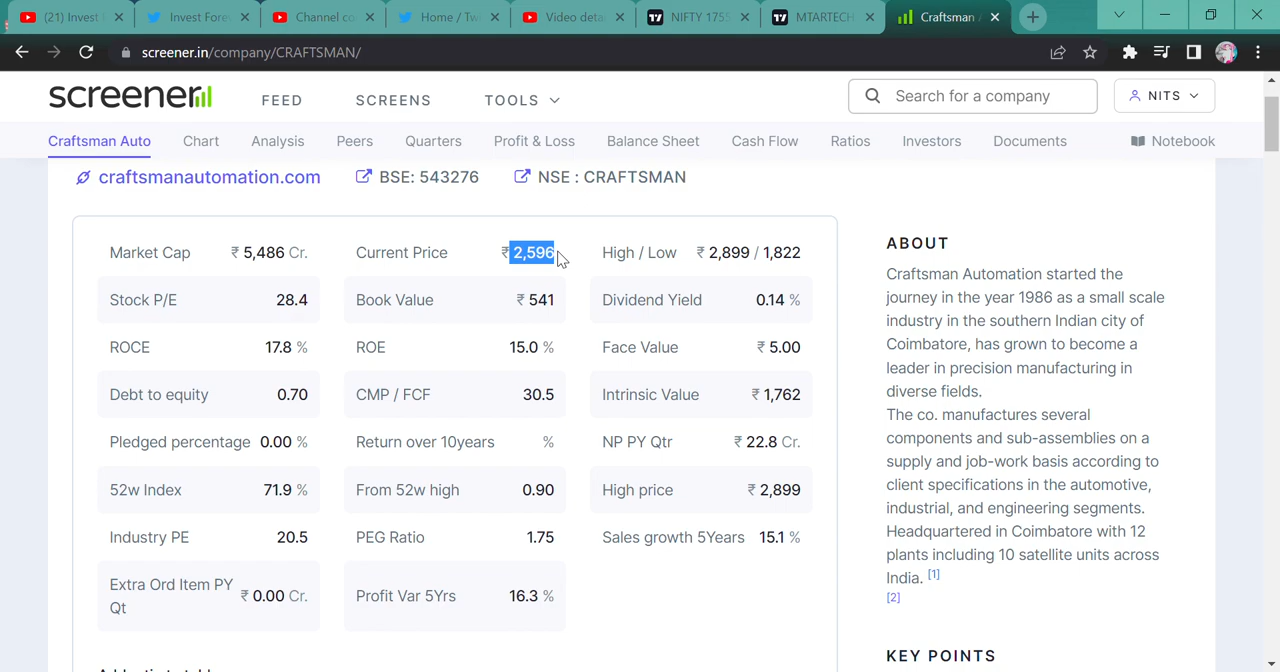 (21) Invest
Invest Fore
Channel co
Home / Tw
Video deta
NIFTY 1755
MTARTECH
Craftsman
screener.in/company/CRAFTSMAN/
screener
FEED
SCREENS
TOOLS
Search for a company
NITS
Craftsman Auto
Chart
Analysis
Peers
Quarters
Profit & Loss
Balance Sheet
Cash Flow
Ratios
Investors
Documents
Notebook
craftsmanautomation.com
BSE: 543276
NSE : CRAFTSMAN
Market Cap ₹ 5,486 Cr.
Current Price ₹ 2,596
High / Low ₹ 2,899 / 1,822
Stock P/E 28.4
Book Value ₹ 541
Dividend Yield 0.14 %
ROCE 17.8 %
ROE 15.0 %
Face Value ₹ 5.00
Debt to equity 0.70
CMP / FCF 30.5
Intrinsic Value ₹ 1,762
Pledged percentage 0.00 %
Return over 10years %
NP PY Qtr ₹ 22.8 Cr.
52w Index 71.9 %
From 52w high 0.90
High price ₹ 2,899
Industry PE 20.5
PEG Ratio 1.75
Sales growth 5Years 15.1 %
Extra Ord Item PY
Qt ₹ 0.00 Cr.
Profit Var 5Yrs 16.3 %
ABOUT
Craftsman Automation started the
journey in the year 1986 as a small scale
industry in the southern Indian city of
Coimbatore, has grown to become a
leader in precision manufacturing in
diverse fields.
The co. manufactures several
components and sub-assemblies on a
supply and job-work basis according to
client specifications in the automotive,
industrial, and engineering segments.
Headquartered in Coimbatore with 12
plants including 10 satellite units across
India. [1]
[2]
KEY POINTS